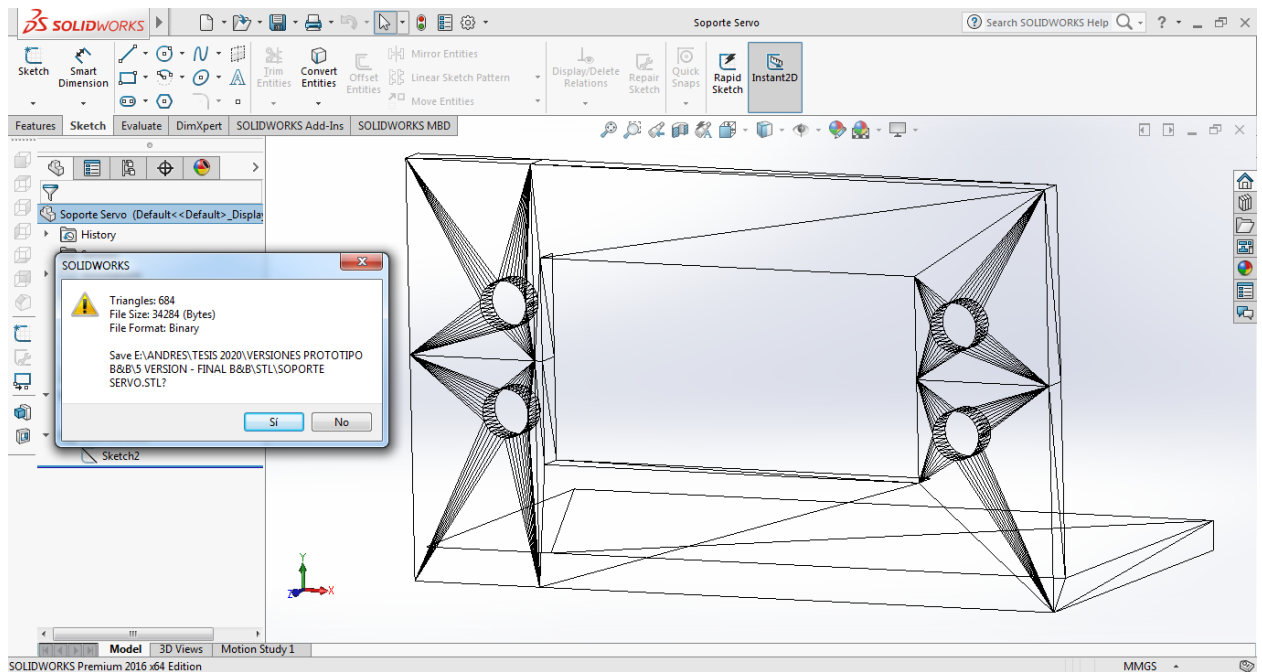 SOLIDWORKS
Soporte Servo
Search SOLIDWORKS Help
?
Sketch
Smart Dimension
Trim Entities
Convert Entities
Offset Entities
Mirror Entities
Linear Sketch Pattern
Move Entities
Display/Delete Relations
Repair Sketch
Quick Snaps
Rapid Sketch
Instant2D
Features
Sketch
Evaluate
DimXpert
SOLIDWORKS Add-Ins
SOLIDWORKS MBD
Soporte Servo (Default<<Default>_Display
History
SOLIDWORKS
Triangles: 684
File Size: 34284 (Bytes)
File Format: Binary
Save E:\ANDRES\TESIS 2020\VERSIONES PROTOTIPO
B&B\5 VERSION - FINAL B&B\STL\SOPORTE
SERVO.STL?
Sí
No
Sketch2
Y
X
Z
Model
3D Views
Motion Study 1
SOLIDWORKS Premium 2016 x64 Edition
MMGS